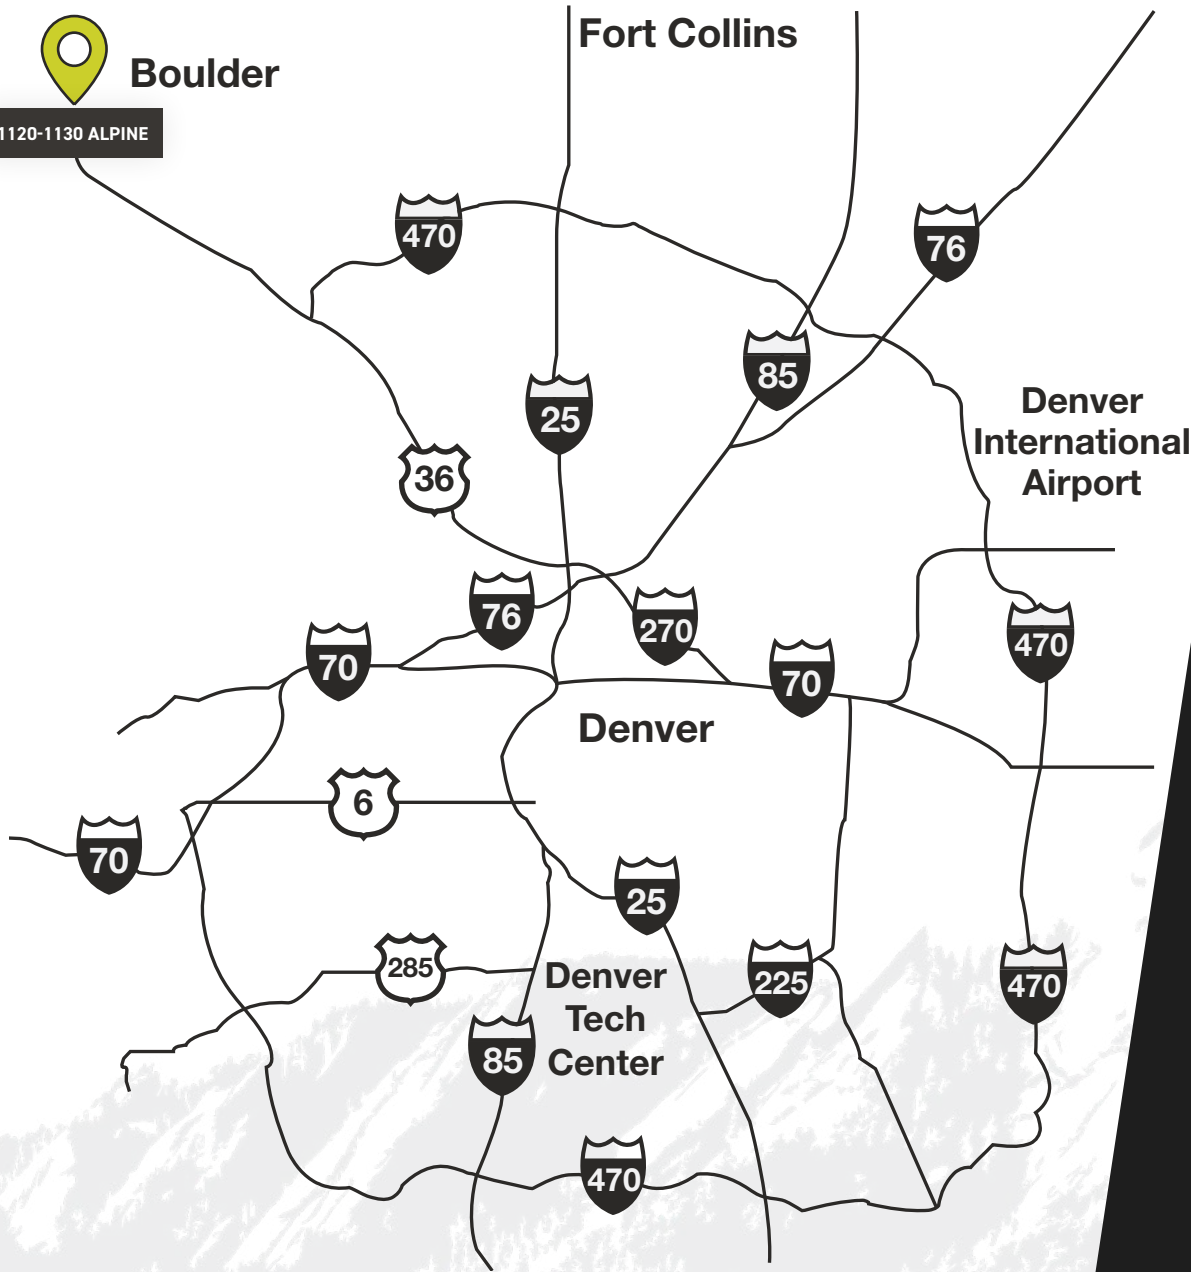 Fort Collins
Boulder
1120-1130 ALPINE
470
76
85
25
Denver
International
Airport
36
76
270
470
70
70
Denver
6
70
25
285
Denver
Tech
Center
225
470
85
470